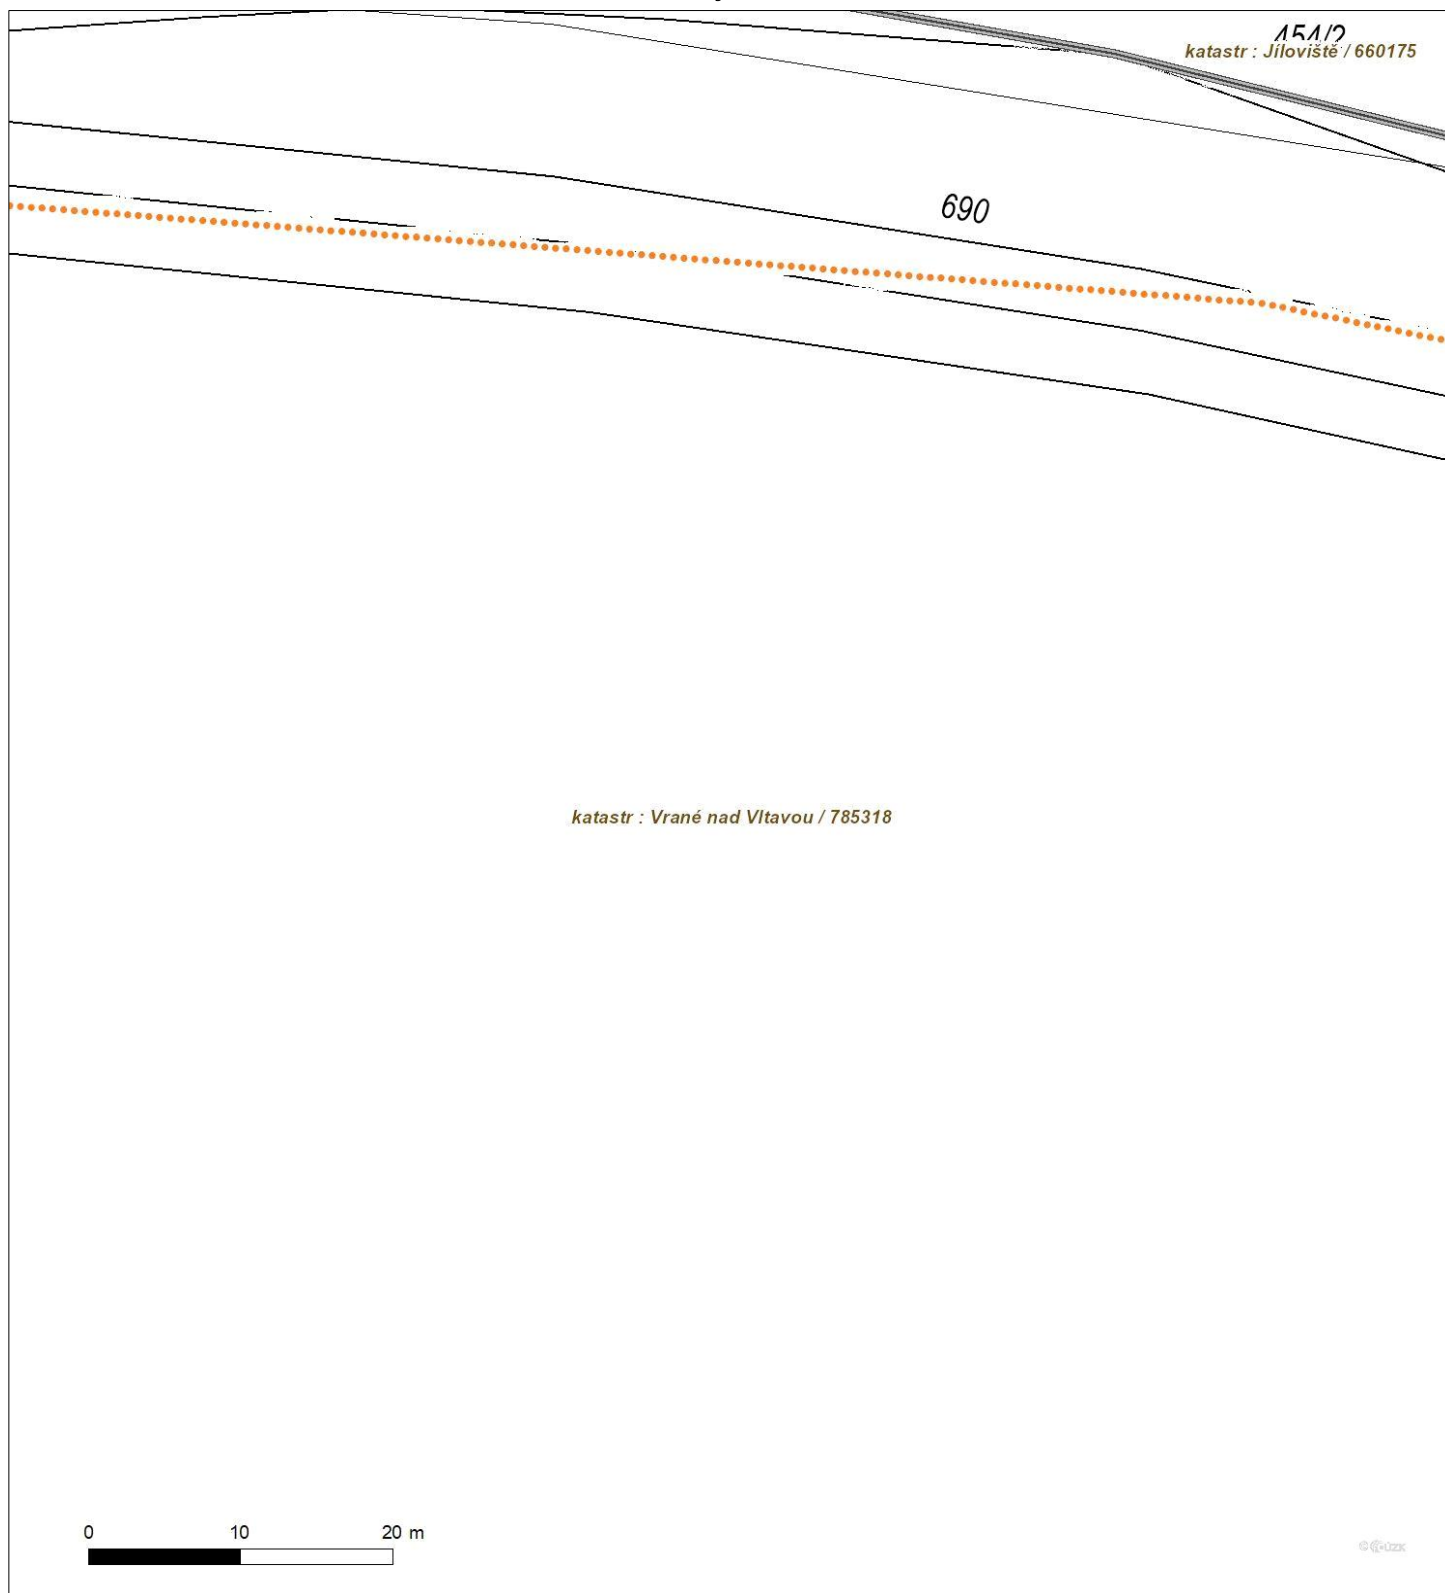 454/2
katastr : Jíloviště / 660175
690
katastr : Vrané nad Vltavou / 785318
0 10 20 m